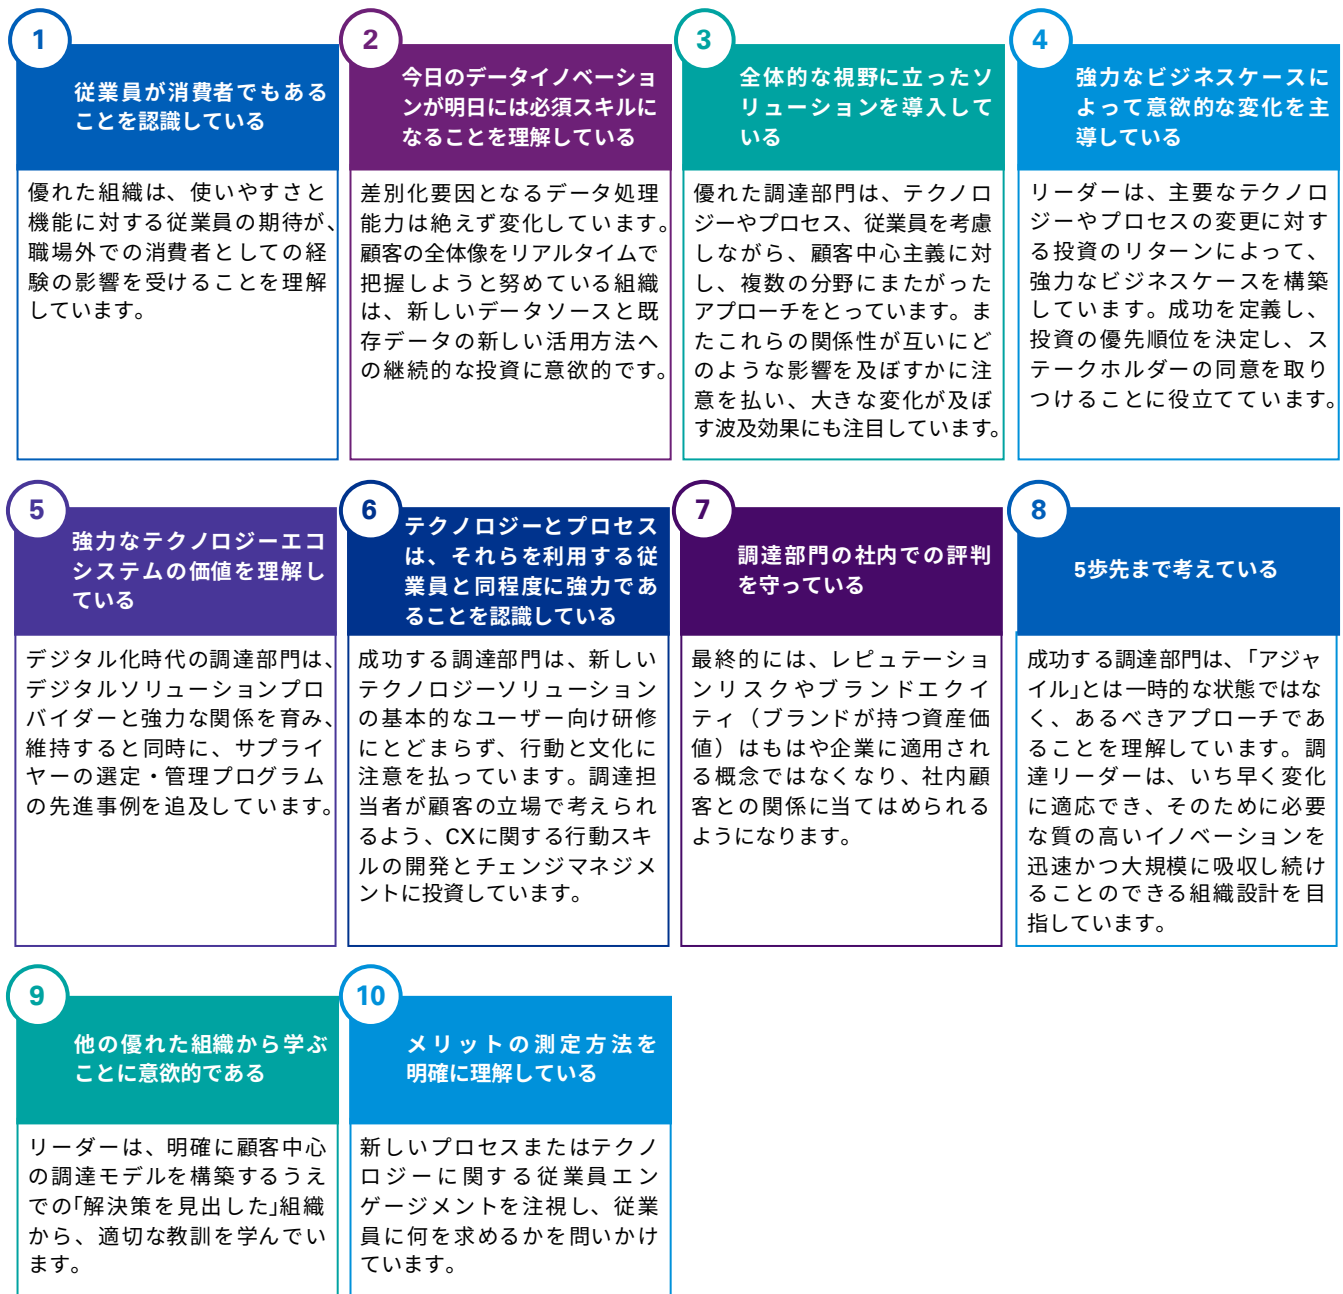 1
従業員が消費者でもある
ことを認識している
優れた組織は、使いやすさと
機能に対する従業員の期待が、
職場外での消費者としての経
験の影響を受けることを理解
しています。
2
今日のデータイノベーショ
ンが明日には必須スキルに
なることを理解している
差別化要因となるデータ処理
能力は絶えず変化しています。
顧客の全体像をリアルタイムで
把握しようと努めている組織
は、新しいデータソースと既
存データの新しい活用方法へ
の継続的な投資に意欲的です。
3
全体的な視野に立ったソ
リューションを導入して
いる
優れた調達部門は、テクノロ
ジーやプロセス、従業員を考慮
しながら、顧客中心主義に対
し、複数の分野にまたがった
アプローチをとっています。ま
たこれらの関係性が互いにど
のような影響を及ぼすかに注
意を払い、大きな変化が及ぼ
す波及効果にも注目しています。
4
強力なビジネスケースに
よって意欲的な変化を主
導している
リーダーは、主要なテクノロ
ジーやプロセスの変更に対す
る投資のリターンによって、
強力なビジネスケースを構築
しています。成功を定義し、
投資の優先順位を決定し、ス
テークホルダーの同意を取り
つけることに役立てています。
5
強力なテクノロジーエコ
システムの価値を理解し
ている
デジタル化時代の調達部門は、
デジタルソリューションプロ
バイダーと強力な関係を育み、
維持すると同時に、サプライ
ヤーの選定・管理プログラム
の先進事例を追及しています。
6
テクノロジーとプロセス
は、それらを利用する従
業員と同程度に強力であ
ることを認識している
成功する調達部門は、新しい
テクノロジーソリューション
の基本的なユーザー向け研修
にとどまらず、行動と文化に
注意を払っています。調達担
当者が顧客の立場で考えられ
るよう、CXに関する行動スキ
ルの開発とチェンジマネジメ
ントに投資しています。
7
調達部門の社内での評判
を守っている
最終的には、レピュテーショ
ンリスクやブランドエクイ
ティ（ブランドが持つ資産価
値）はもはや企業に適用され
る概念ではなくなり、社内顧
客との関係に当てはめられる
ようになります。
8
5歩先まで考えている
成功する調達部門は、「アジャ
イル」とは一時的な状態ではな
く、あるべきアプローチであ
ることを理解しています。調
達リーダーは、いち早く変化
に適応でき、そのために必要
な質の高いイノベーションを
迅速かつ大規模に吸収し続け
ることのできる組織設計を目
指しています。
9
他の優れた組織から学ぶ
ことに意欲的である
リーダーは、明確に顧客中心
の調達モデルを構築するうえ
での「解決策を見出した」組織
から、適切な教訓を学んでい
ます。
10
メリットの測定方法を
明確に理解している
新しいプロセスまたはテクノ
ロジーに関する従業員エン
ゲージメントを注視し、従業
員に何を求めるかを問いかけ
ています。